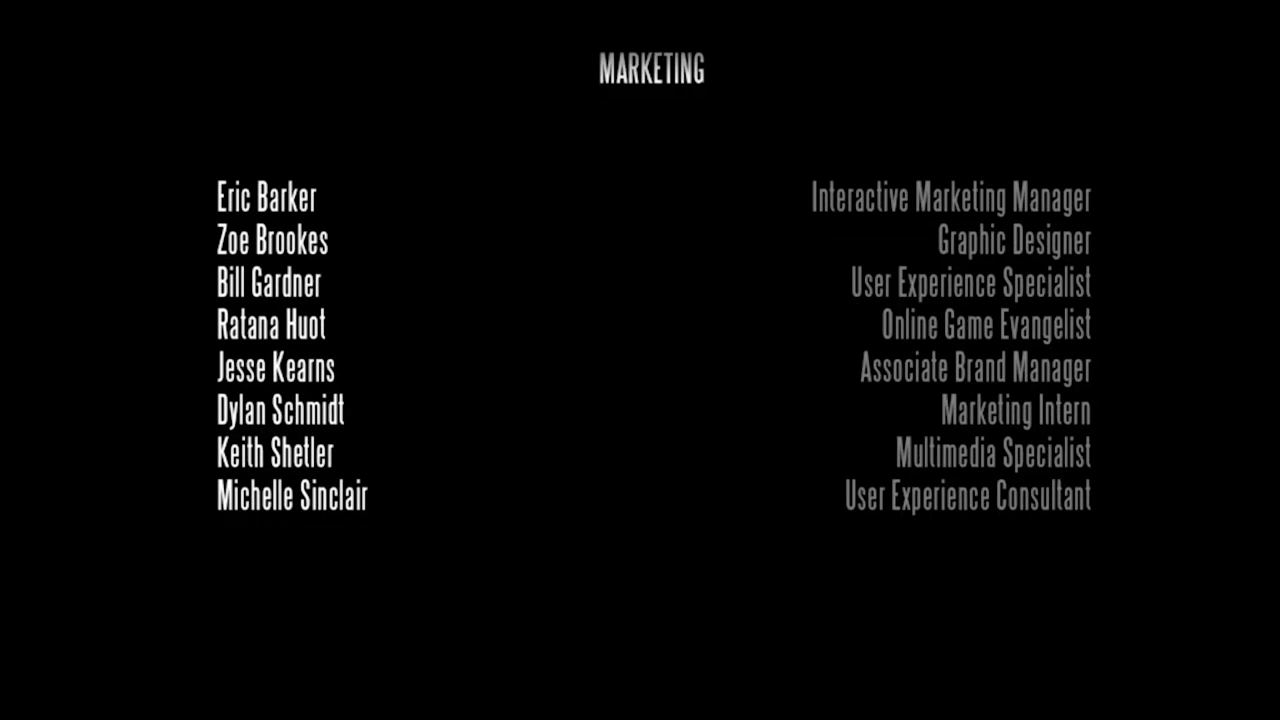 MARKETING
Eric Barker Interactive Marketing Manager
Zoe Brookes Graphic Designer
Bill Gardner User Experience Specialist
Ratana Huot Online Game Evangelist
Jesse Kearns Associate Brand Manager
Dylan Schmidt Marketing Intern
Keith Shetler Multimedia Specialist
Michelle Sinclair User Experience Consultant